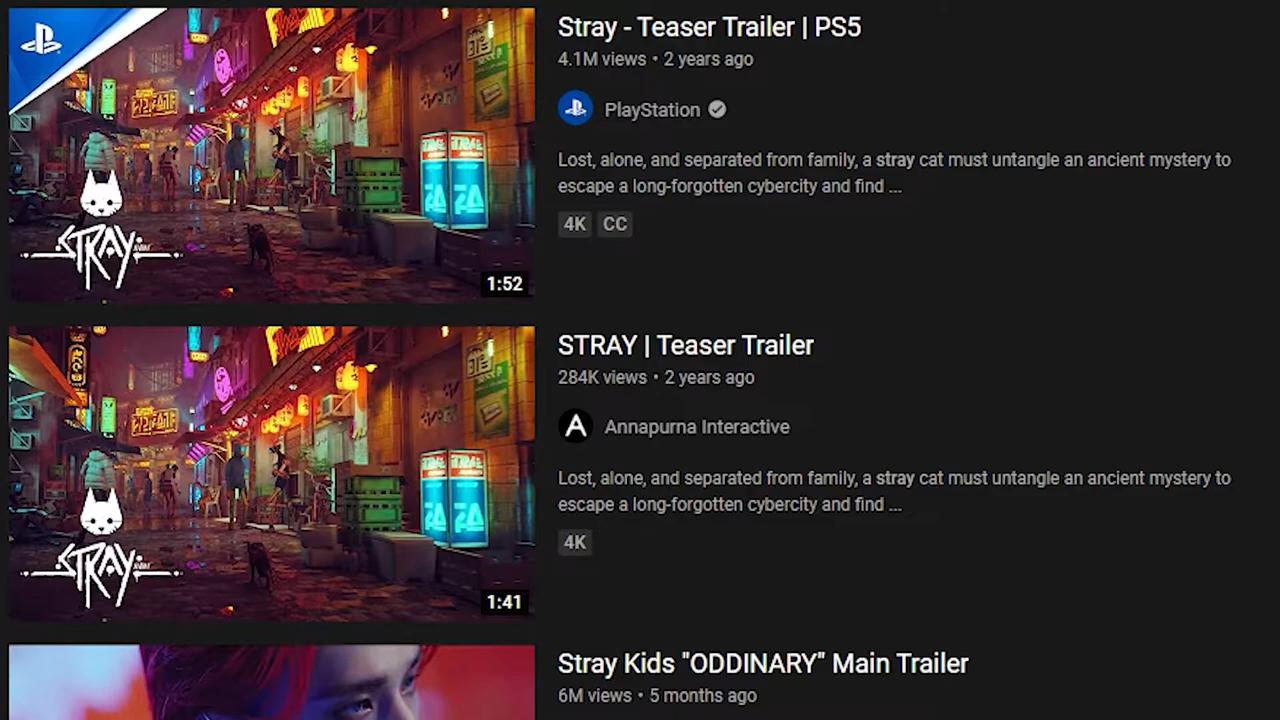 STRAY
1:52
Stray - Teaser Trailer | PS5
4.1M views • 2 years ago
PlayStation
Lost, alone, and separated from family, a stray cat must untangle an ancient mystery to
escape a long-forgotten cybercity and find ...
4K CC
STRAY
1:41
STRAY | Teaser Trailer
284K views • 2 years ago
Annapurna Interactive
Lost, alone, and separated from family, a stray cat must untangle an ancient mystery to
escape a long-forgotten cybercity and find ...
4K
Stray Kids "ODDINARY" Main Trailer
6M views • 5 months ago